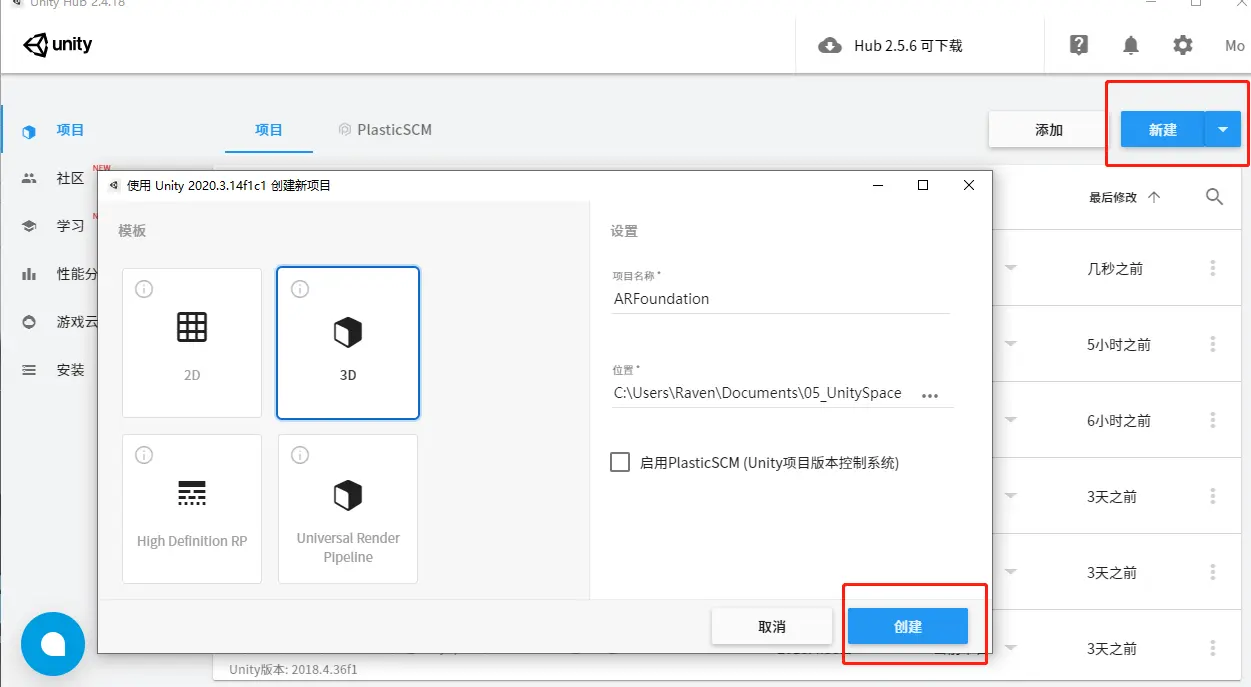 Unity Hub 2.4.18
unity
Hub 2.5.6 可下载
Mo
项目
项目
PlasticSCM
添加
新建
社区
NEW
学习
N
性能分
游戏云
安装
最后修改
几秒之前
5小时之前
6小时之前
3天之前
3天之前
3天之前
使用 Unity 2020.3.14f1c1 创建新项目
模板
2D
3D
High Definition RP
Universal Render
Pipeline
设置
项目名称 *
ARFoundation
位置 *
C:\Users\Raven\Documents\05_UnitySpace
启用PlasticSCM (Unity项目版本控制系统)
取消
创建
Unity版本: 2018.4.36f1